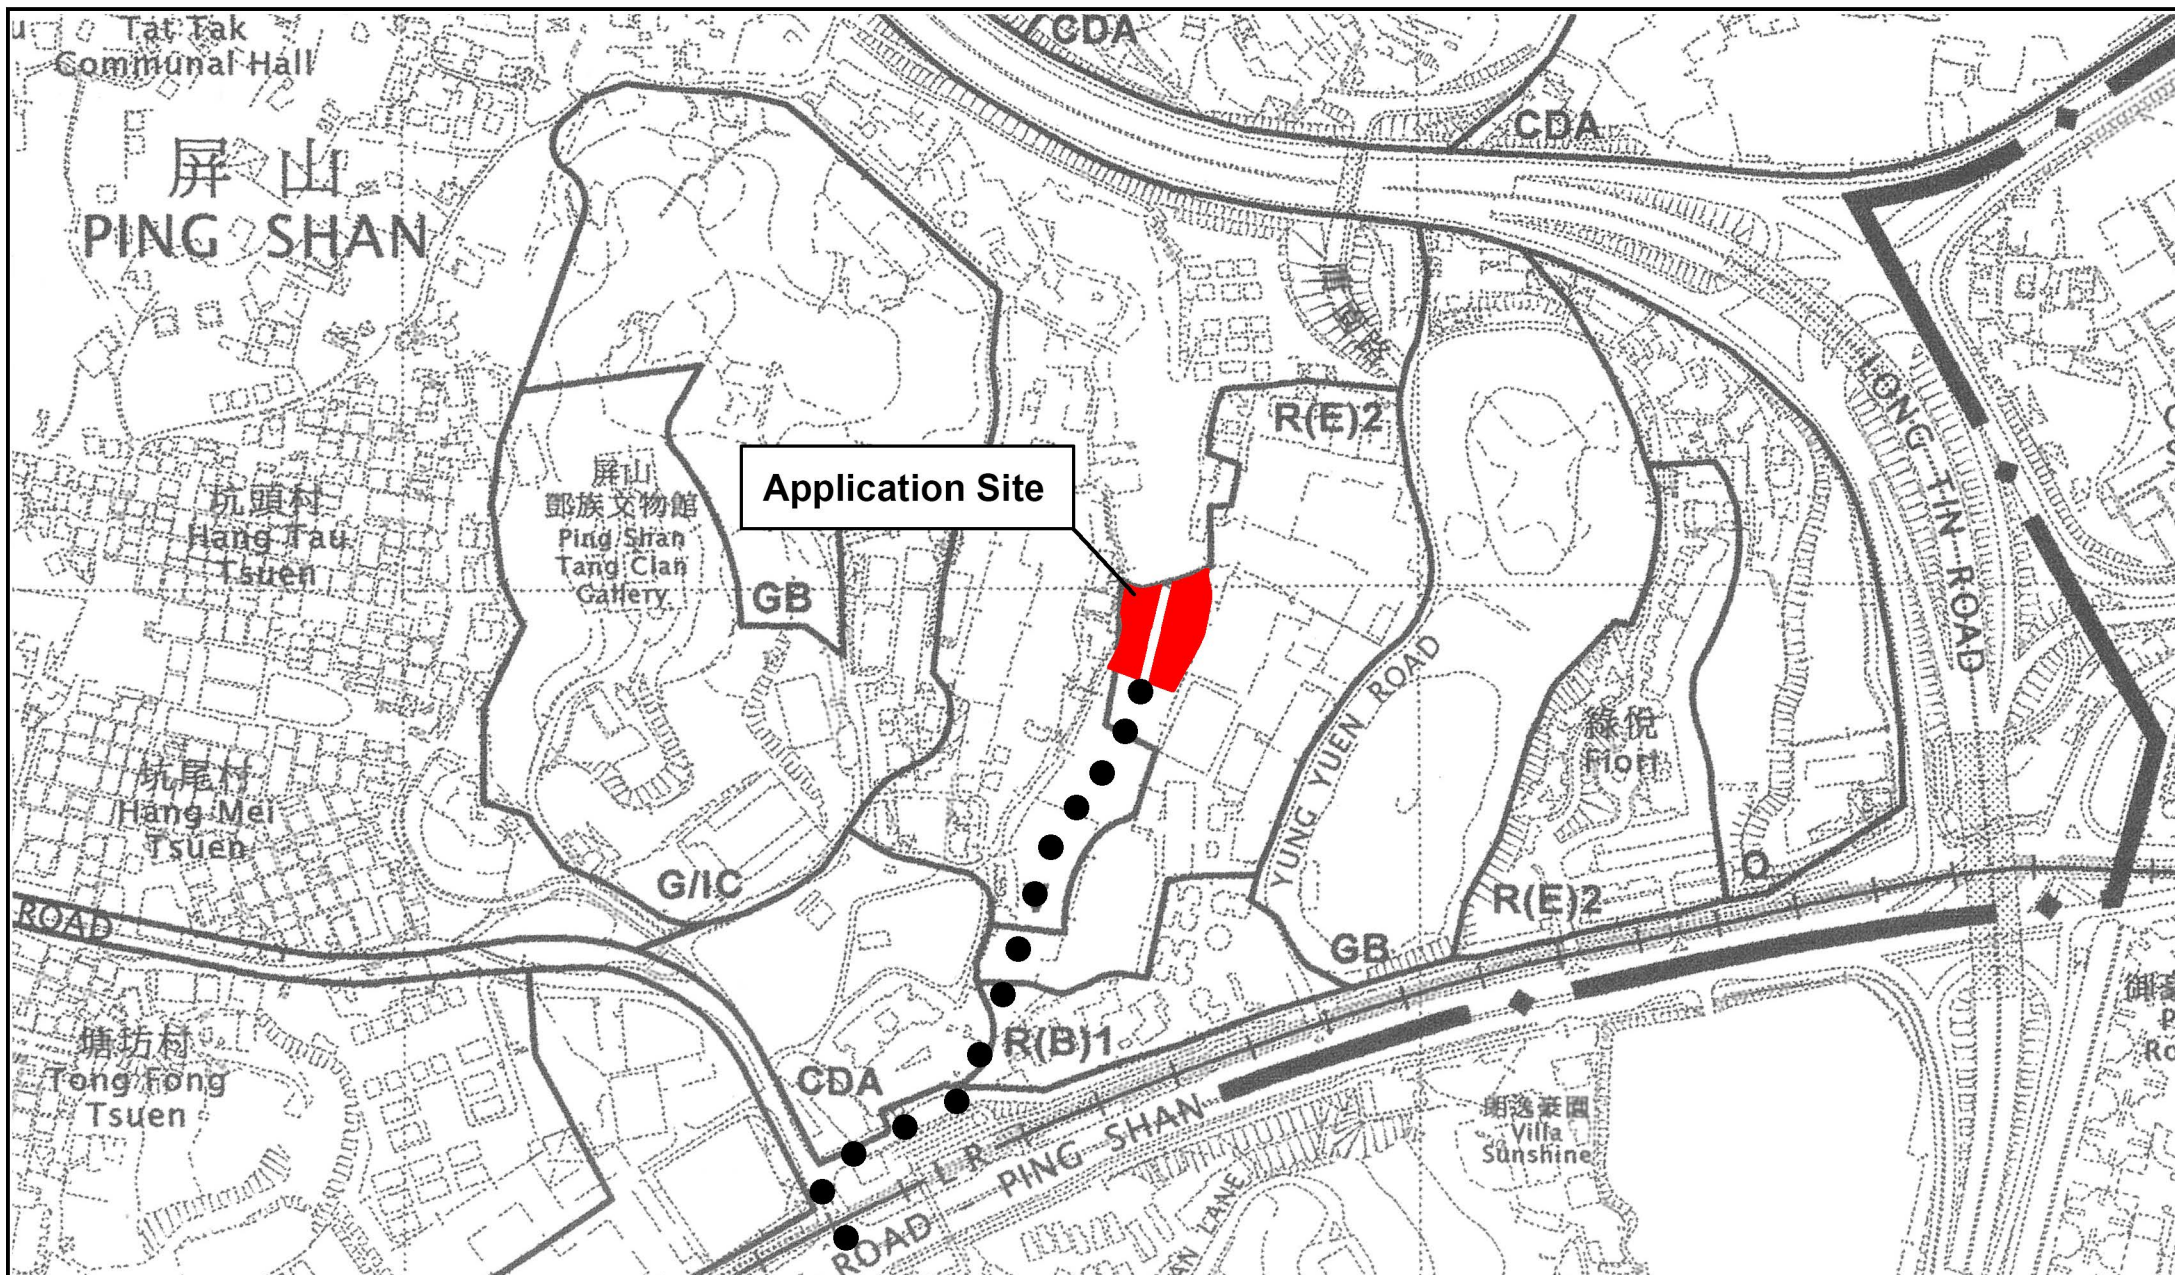 Tat Tak
Communal Hall
CDA
CDA
屏 山
PING SHAN
R(E)2
Application Site
屏山
鄧族文物館
Ping Shan
Tang Clan
Gallery
坑頭村
Hang Tau
Tsuen
GB
LONG TIN ROAD
YUNG YUEN ROAD
綠悅
Fiori
坑尾村
Hang Mei
Tsuen
G/IC
O
R(E)2
ROAD
GB
塘坊村
Tong Fong
Tsuen
R(B)1
CDA
朗逸豪園
Villa
Sunshine
L R
PING SHAN
ROAD
LANE